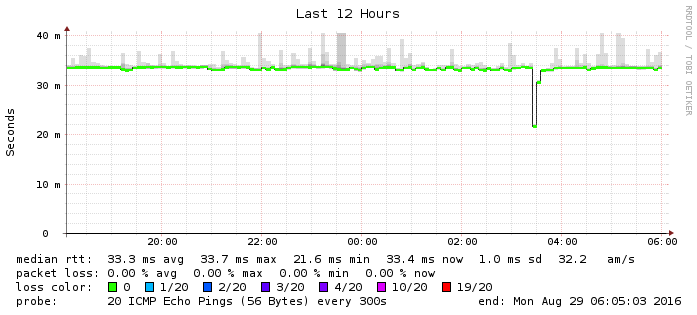 Last 12 Hours
RRDTOOL / TOBI OETIKER
Seconds
40 m
30 m
20 m
10 m
0
20:00 22:00 00:00 02:00 04:00 06:00
median rtt: 33.3 ms avg 33.7 ms max 21.6 ms min 33.4 ms now 1.0 ms sd 32.2 am/s
packet loss: 0.00 % avg 0.00 % max 0.00 % min 0.00 % now
loss color: 0 1/20 2/20 3/20 4/20 10/20 19/20
probe: 20 ICMP Echo Pings (56 Bytes) every 300s end: Mon Aug 29 06:05:03 2016